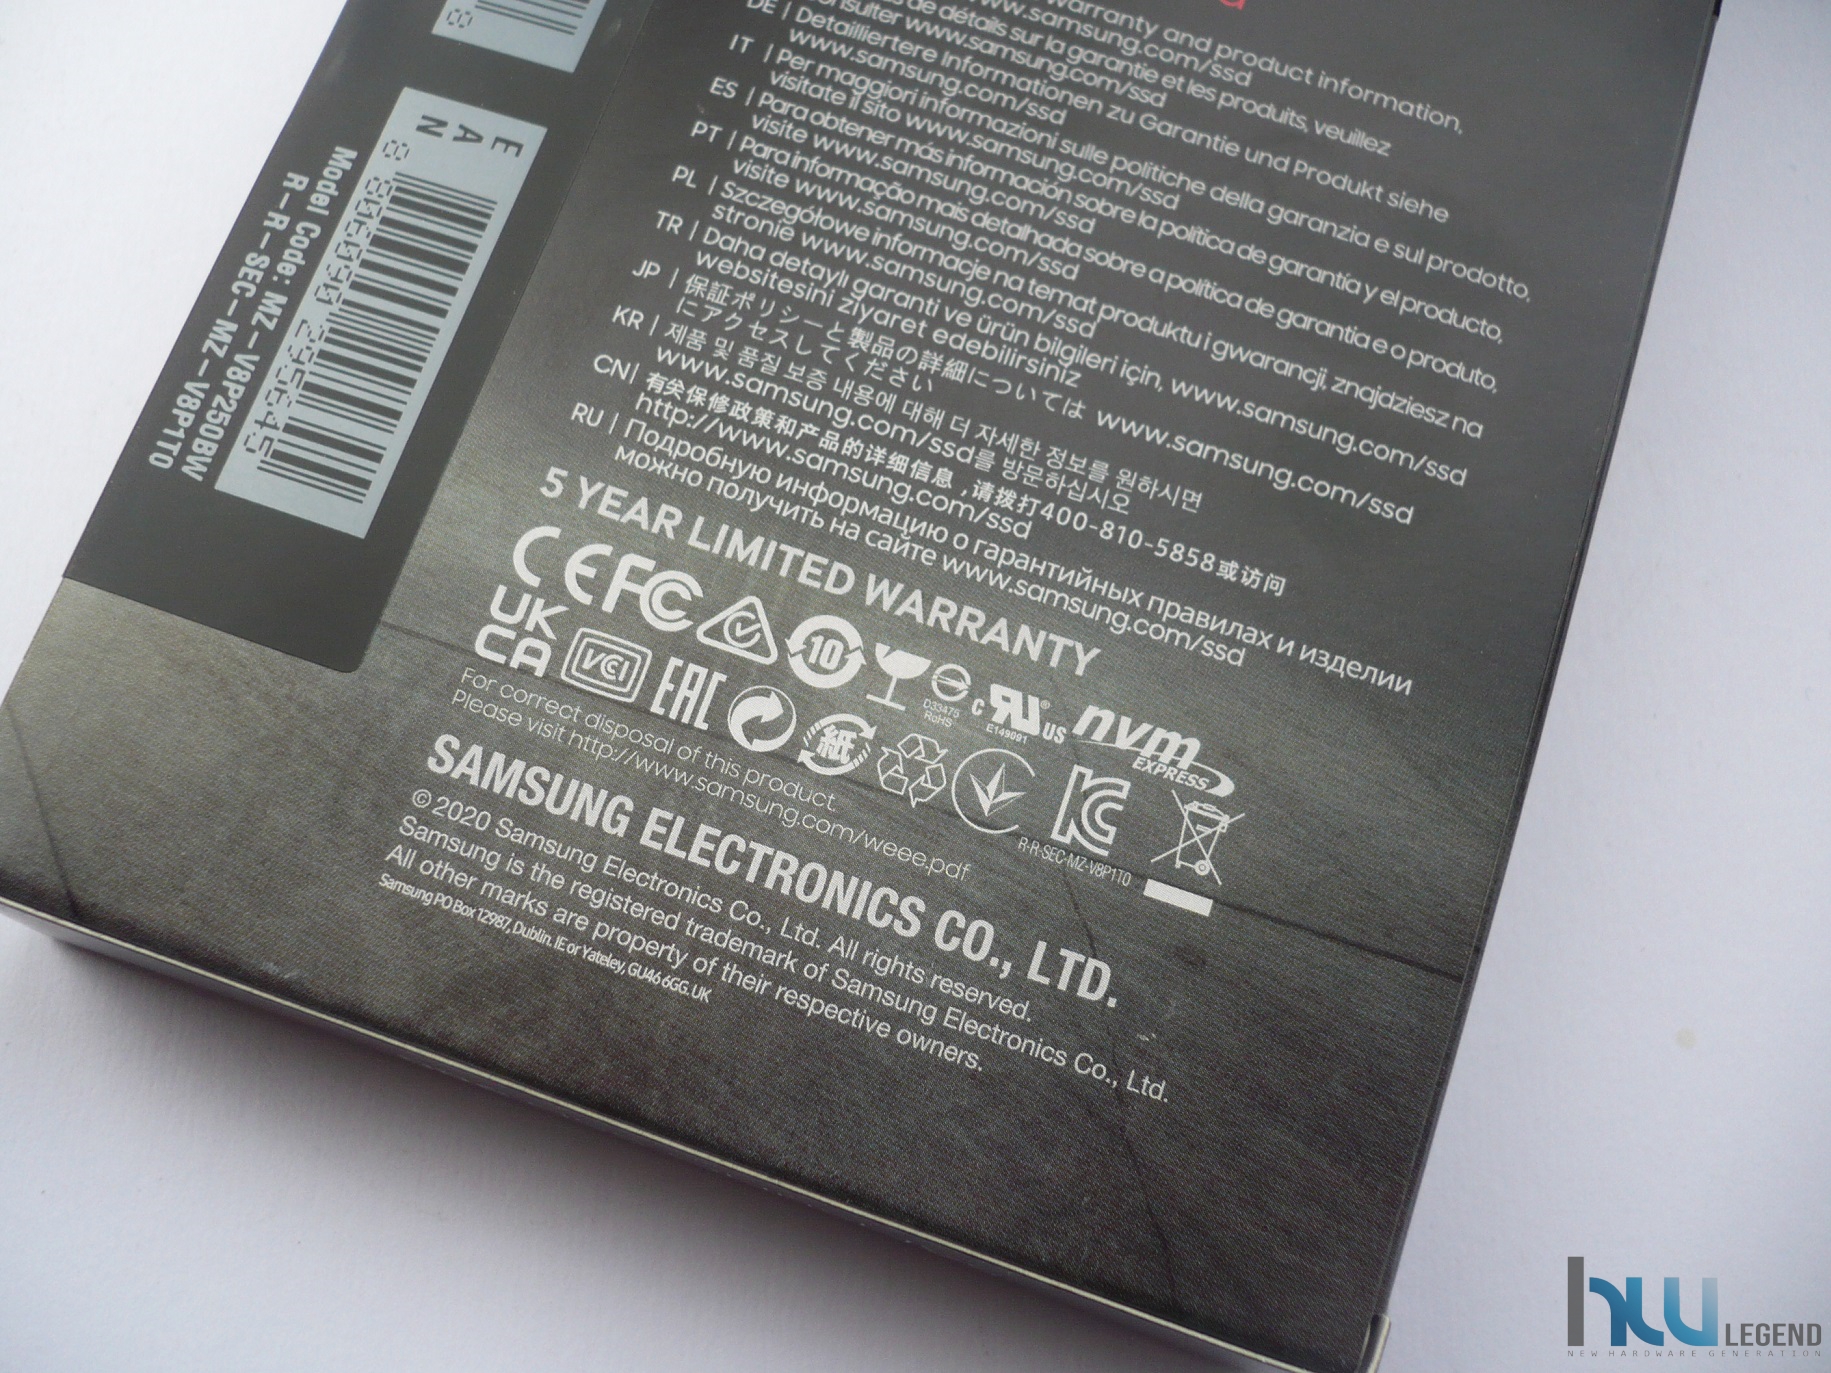 warranty and product information,
www.samsung.com/ssd
de détails sur la garantie et les produits, veuillez
consulter www.samsung.com/ssd
DE | Detailliertere Informationen zu Garantie und Produkt siehe
www.samsung.com/ssd
IT | Per maggiori informazioni sulle politiche della garanzia e sul prodotto,
visitate il sito www.samsung.com/ssd
ES | Para obtener más información sobre la política de garantía y el producto,
visite www.samsung.com/ssd
PT | Para informação mais detalhada sobre a política de garantia e o produto,
visite www.samsung.com/ssd
PL | Szczegółowe informacje na temat produktu i gwarancji, znajdziesz na
stronie www.samsung.com/ssd
TR | Daha detaylı garanti ve ürün bilgileri için, www.samsung.com/ssd
websitesini ziyaret edebilirsiniz
JP | 保証ポリシーと製品の詳細については www.samsung.com/ssd
にアクセスしてください
KR | 제품 및 품질 보증 내용에 대해 더 자세한 정보를 원하시면
www.samsung.com/ssd를 방문하십시오
CN| 有关保修政策和产品的详细信息，请拨打400-810-5858或访问
http://www.samsung.com/ssd
RU | Подробную информацию о гарантийных правилах и изделии
можно получить на сайте www.samsung.com/ssd
5 YEAR LIMITED WARRANTY
CE FC 10 D33475 RoHS c RU US E149091 nvm EXPRESS
UK CA VCCI EAC 紙 KC R-R-SEC-MZ-V8P1T0
For correct disposal of this product.
Please visit http://www.samsung.com/weee.pdf
SAMSUNG ELECTRONICS CO., LTD.
© 2020 Samsung Electronics Co., Ltd. All rights reserved.
Samsung is the registered trademark of Samsung Electronics Co., Ltd.
All other marks are property of their respective owners.
Samsung PO Box 12987, Dublin. IE or Yateley, GU46 6GG. UK
EAN
8 806090 295645
Model Code: MZ-V8P250BW
R-R-SEC-MZ-V8P1T0
hw LEGEND
NEW HARDWARE GENERATION